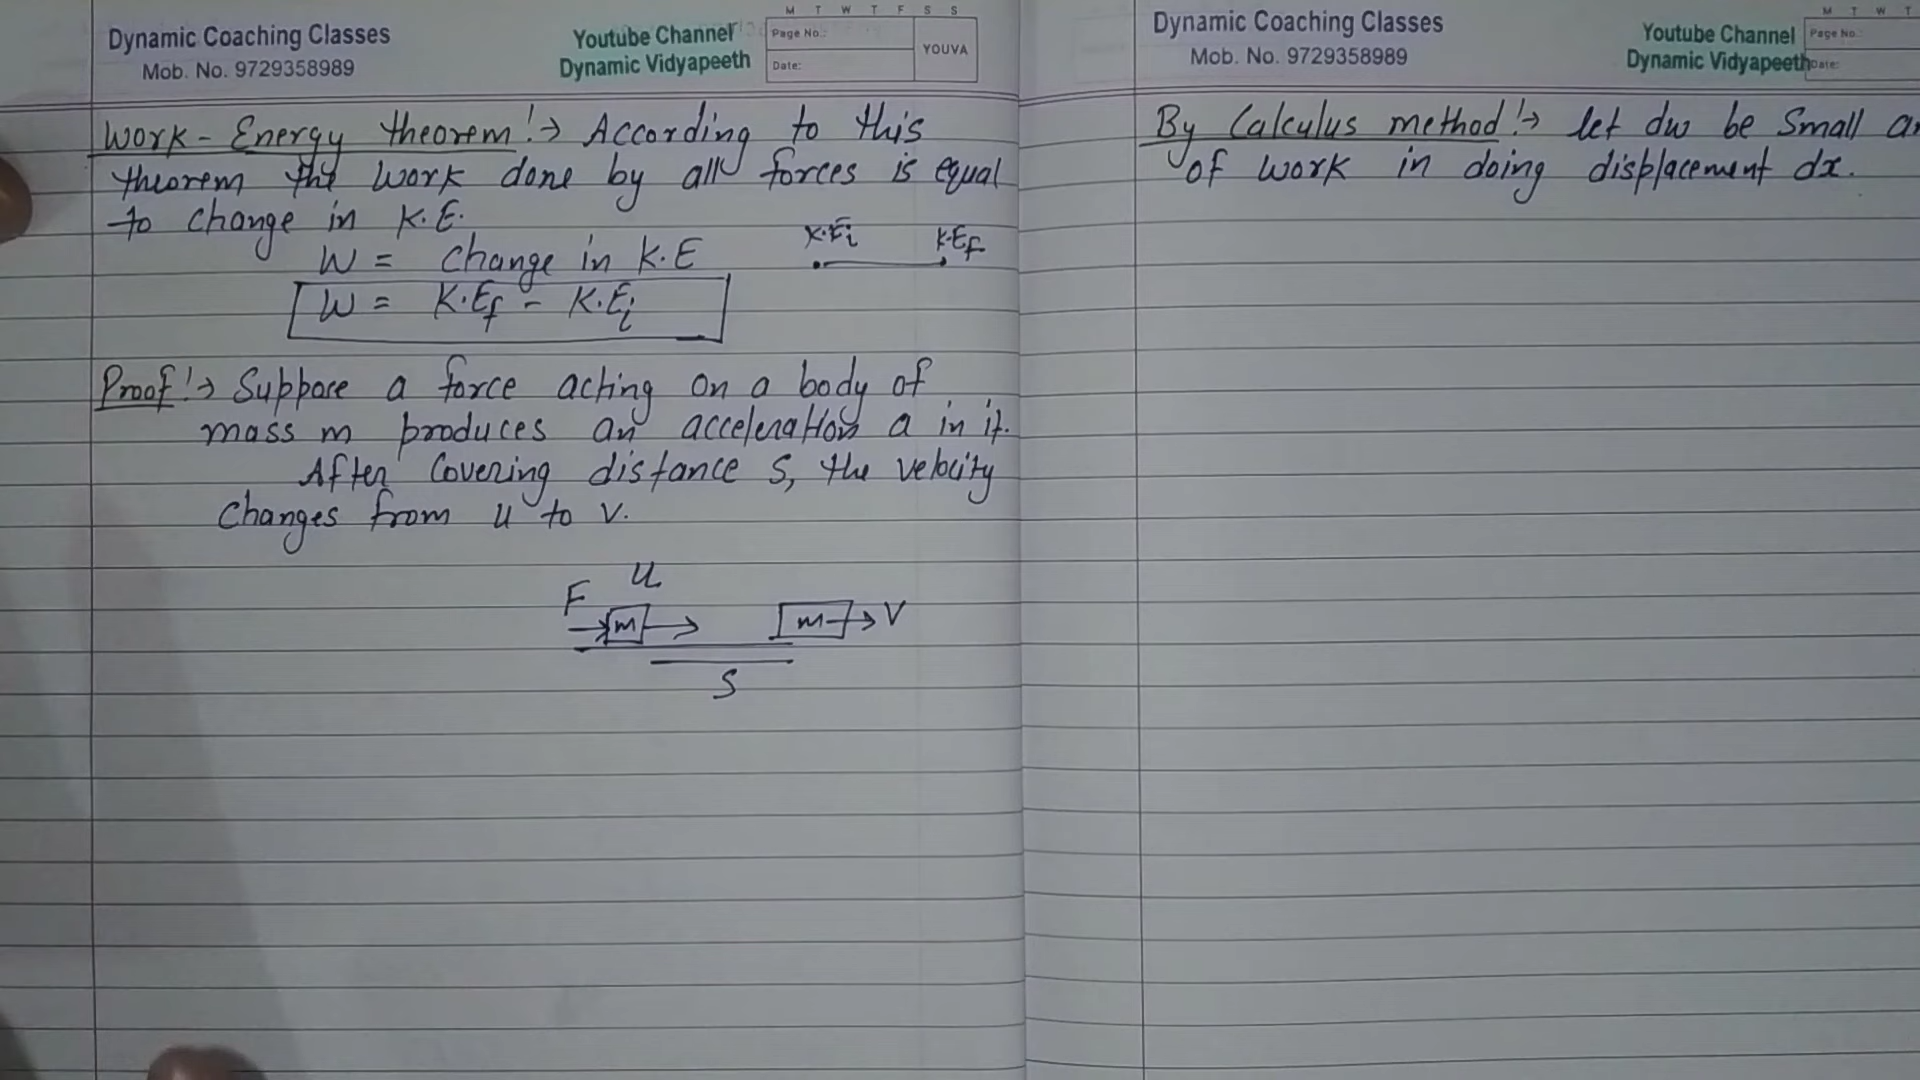 Dynamic Coaching Classes
Mob. No. 9729358989
Youtube Channel
Dynamic Vidyapeeth
M T W T F S S
Page No.:
Date:
YOUVA
Work - Energy theorem :→ According to this
theorem the work done by all forces is equal
to change in K.E.
W = change in K.E
W = K.Ef - K.Ei
K.Ei K.Ef
Proof :→ Suppose a force acting on a body of
mass m produces an acceleration a in it.
After Covering distance S, the velocity
Changes from u to v.
F u
m m V
S
Dynamic Coaching Classes
Mob. No. 9729358989
Youtube Channel
Dynamic Vidyapeeth
M T W T
Page No.:
Date:
By Calculus method :→ let dw be Small
of work in doing displacement dx.